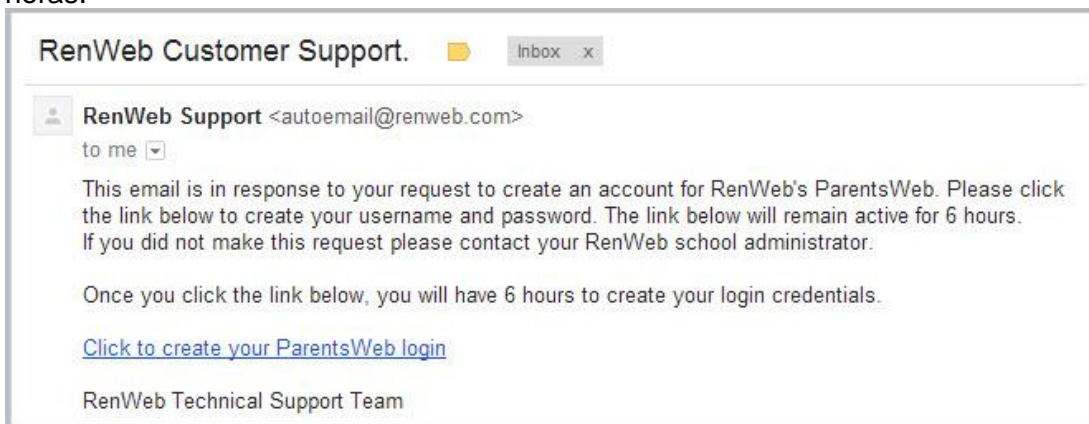 horas.
RenWeb Customer Support. Inbox x
RenWeb Support <autoemail@renweb.com>
to me
This email is in response to your request to create an account for RenWeb's ParentsWeb. Please click
the link below to create your username and password. The link below will remain active for 6 hours.
If you did not make this request please contact your RenWeb school administrator.
Once you click the link below, you will have 6 hours to create your login credentials.
Click to create your ParentsWeb login
RenWeb Technical Support Team